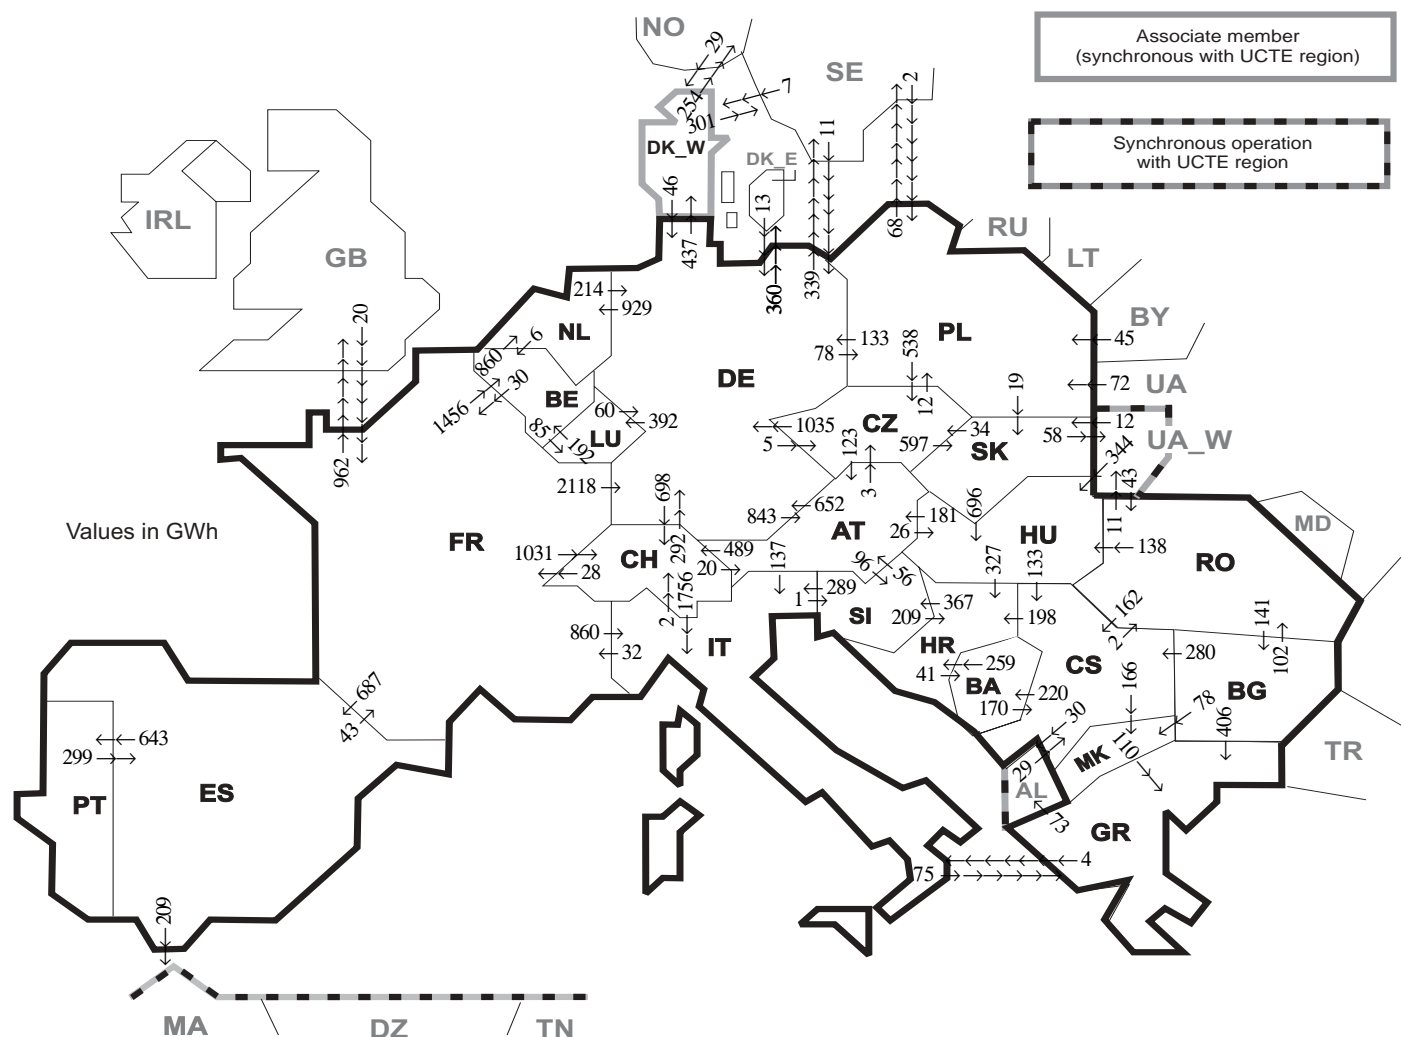 NO
29
Associate member
(synchronous with UCTE region)
SE
2
7
254
301
11
Synchronous operation
with UCTE region
DK_W
DK_E
IRL
46
13
GB
437
360
339
68
RU
LT
20
214
929
NL
6
860
BY
45
PL
133
78
538
DE
72
UA
19
12
30
1456
BE
60
392
CZ
1035
5
85
192
LU
123
34
597
SK
12
58
UA_W
344
962
2118
698
3
43
Values in GWh
652
843
696
11
FR
292
489
20
AT
181
26
HU
138
MD
1031
28
CH
137
96
56
327
133
RO
1756
2
289
1
SI
367
209
198
162
2
141
102
860
32
IT
HR
259
41
BA
CS
280
BG
687
43
220
170
166
78
30
406
643
299
110
29
MK
TR
PT
ES
AL
73
GR
4
75
209
MA
DZ
TN